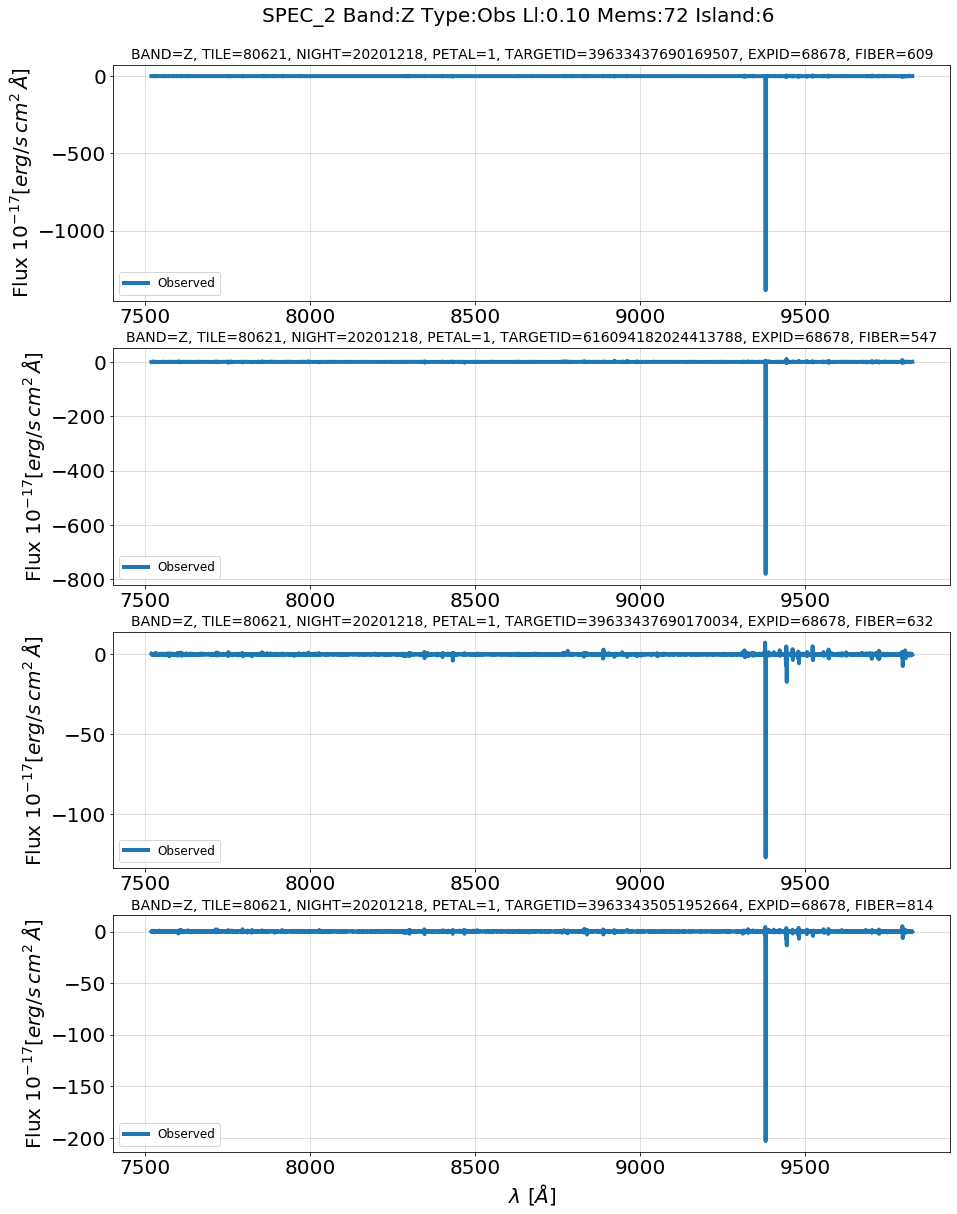 SPEC_2 Band:Z Type:Obs Ll:0.10 Mems:72 Island:6
BAND=Z, TILE=80621, NIGHT=20201218, PETAL=1, TARGETID=39633437690169507, EXPID=68678, FIBER=609
Flux 10^{-17}[erg/s cm^2 Å]
0
−500
−1000
Observed
7500 8000 8500 9000 9500
BAND=Z, TILE=80621, NIGHT=20201218, PETAL=1, TARGETID=616094182024413788, EXPID=68678, FIBER=547
Flux 10^{-17}[erg/s cm^2 Å]
0
−200
−400
−600
−800
Observed
7500 8000 8500 9000 9500
BAND=Z, TILE=80621, NIGHT=20201218, PETAL=1, TARGETID=39633437690170034, EXPID=68678, FIBER=632
Flux 10^{-17}[erg/s cm^2 Å]
0
−50
−100
Observed
7500 8000 8500 9000 9500
BAND=Z, TILE=80621, NIGHT=20201218, PETAL=1, TARGETID=39633435051952664, EXPID=68678, FIBER=814
Flux 10^{-17}[erg/s cm^2 Å]
0
−50
−100
−150
−200
Observed
7500 8000 8500 9000 9500
λ [Å]